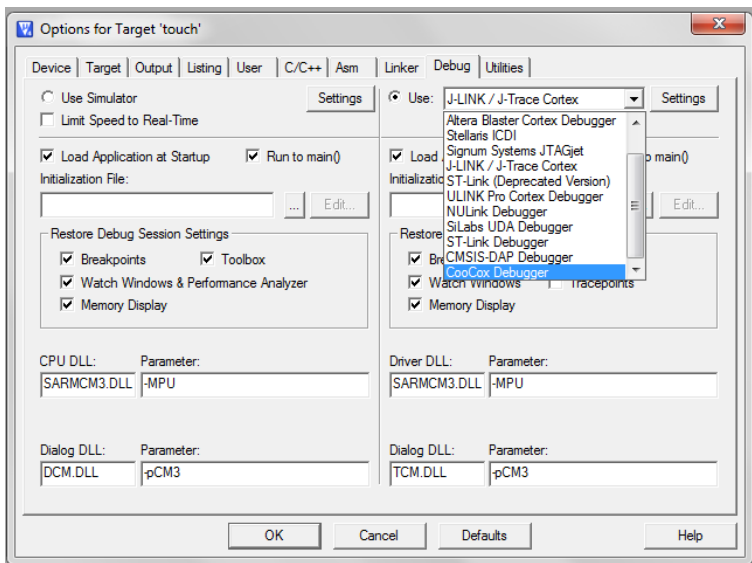 Options for Target 'touch'
Device Target Output Listing User C/C++ Asm Linker Debug Utilities
Use Simulator Settings
Limit Speed to Real-Time
Load Application at Startup Run to main()
Initialization File:
... Edit...
Restore Debug Session Settings
Breakpoints Toolbox
Watch Windows & Performance Analyzer
Memory Display
CPU DLL: Parameter:
SARMCM3.DLL -MPU
Dialog DLL: Parameter:
DCM.DLL -pCM3
Use: J-LINK / J-Trace Cortex Settings
Altera Blaster Cortex Debugger
Stellaris ICDI
Signum Systems JTAGjet
J-LINK / J-Trace Cortex
ST-Link (Deprecated Version)
ULINK Pro Cortex Debugger
NULink Debugger
SiLabs UDA Debugger
ST-Link Debugger
CMSIS-DAP Debugger
CooCox Debugger
Load main()
Edit...
Restore
Watch Windows Tracepoints
Memory Display
Driver DLL: Parameter:
SARMCM3.DLL -MPU
Dialog DLL: Parameter:
TCM.DLL -pCM3
OK Cancel Defaults Help